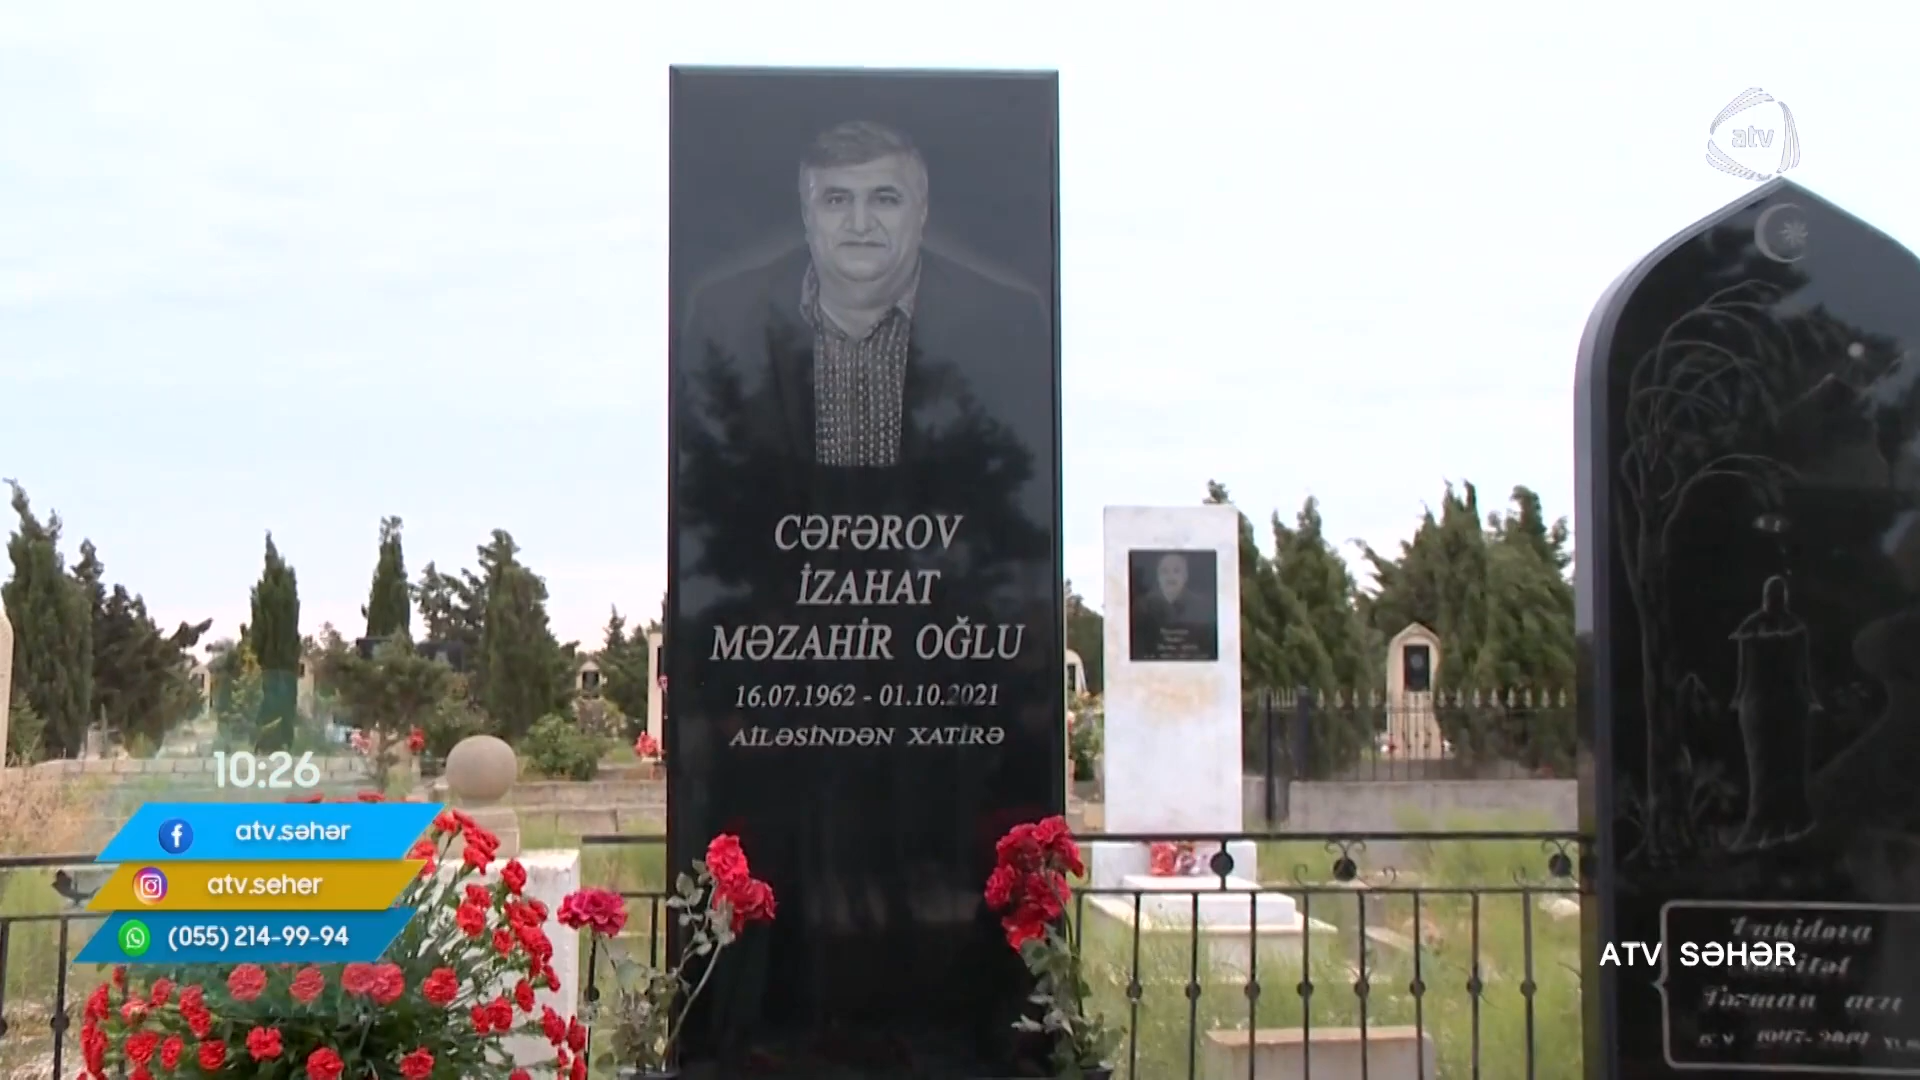 atv
CƏFƏROV
İZAHAT
MƏZAHİR OĞLU
16.07.1962 - 01.10.2021
AİLƏSİNDƏN XATİRƏ
10:26
atv.səhər
atv.seher
(055) 214-99-94
ATV SƏHƏR